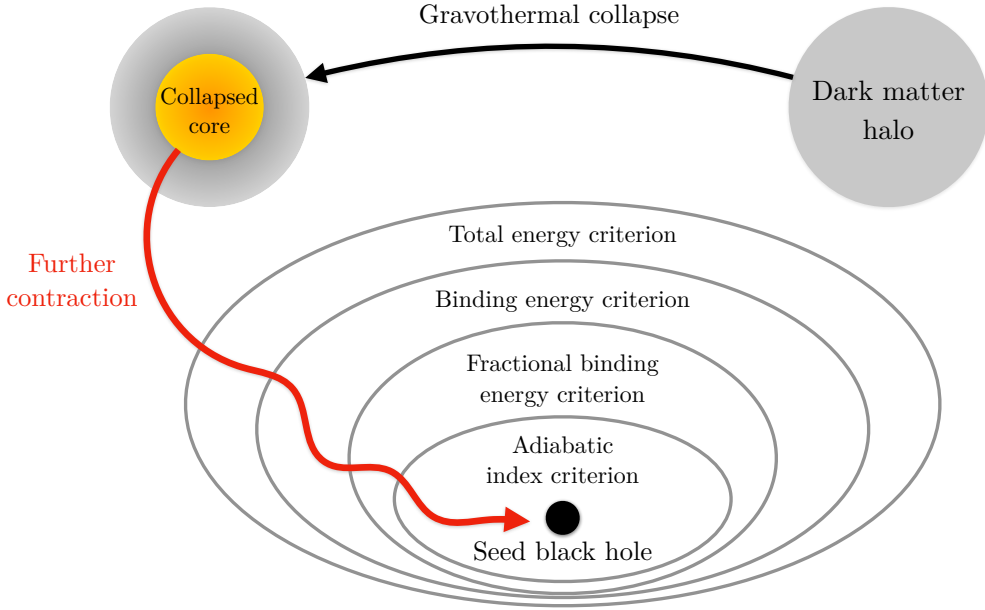 Gravothermal collapse
Collapsed
core
Dark matter
halo
Further
contraction
Total energy criterion
Binding energy criterion
Fractional binding
energy criterion
Adiabatic
index criterion
Seed black hole